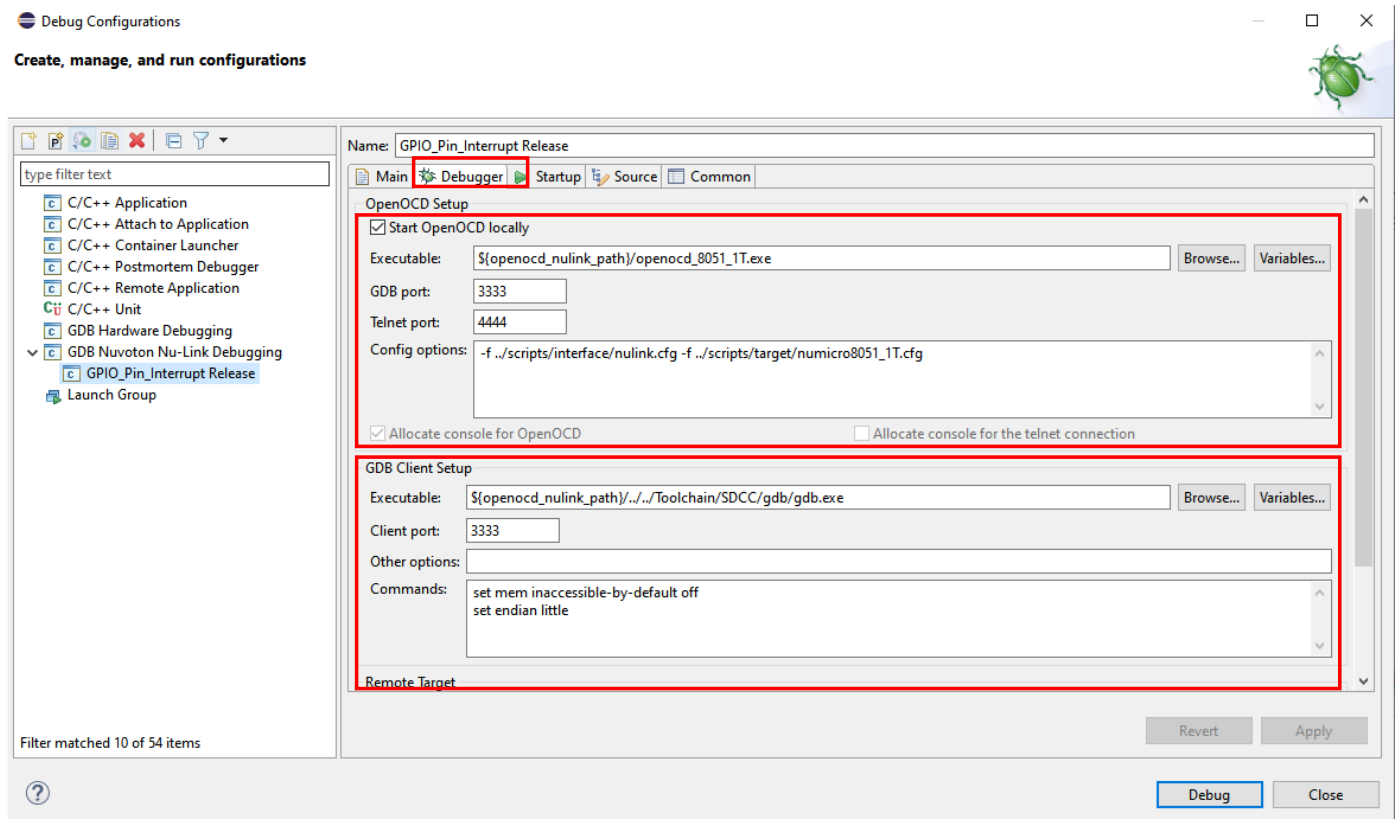 Debug Configurations
Create, manage, and run configurations
type filter text
C/C++ Application
C/C++ Attach to Application
C/C++ Container Launcher
C/C++ Postmortem Debugger
C/C++ Remote Application
C/C++ Unit
GDB Hardware Debugging
GDB Nuvoton Nu-Link Debugging
GPIO_Pin_Interrupt Release
Launch Group
Filter matched 10 of 54 items
Name: GPIO_Pin_Interrupt Release
Main Debugger Startup Source Common
OpenOCD Setup
Start OpenOCD locally
Executable: ${openocd_nulink_path}/openocd_8051_1T.exe Browse... Variables...
GDB port: 3333
Telnet port: 4444
Config options: -f ../scripts/interface/nulink.cfg -f ../scripts/target/numicro8051_1T.cfg
Allocate console for OpenOCD Allocate console for the telnet connection
GDB Client Setup
Executable: ${openocd_nulink_path}/../../Toolchain/SDCC/gdb/gdb.exe Browse... Variables...
Client port: 3333
Other options:
Commands: set mem inaccessible-by-default off
set endian little
Remote Target
Revert Apply
Debug Close